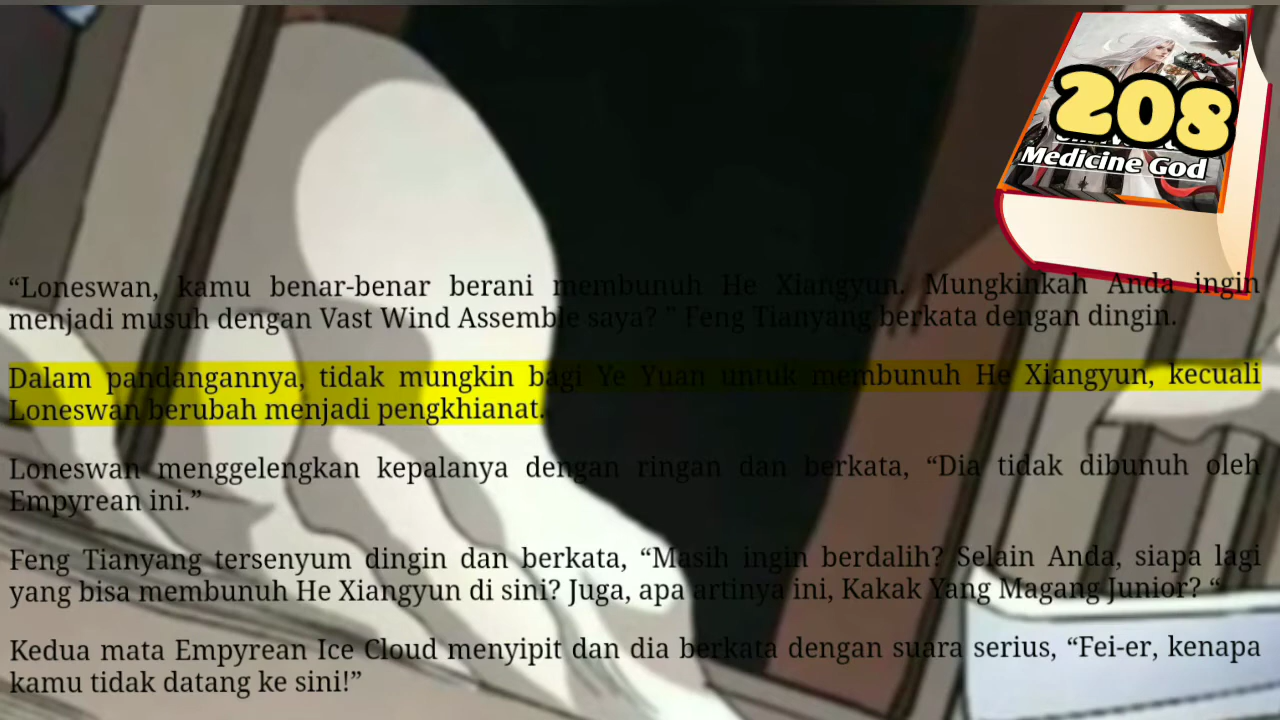 208
Medicine God
“Loneswan, kamu benar-benar berani membunuh He Xiangyun. Mungkinkah Anda ingin
menjadi musuh dengan Vast Wind Assemble saya? ” Feng Tianyang berkata dengan dingin.
Dalam pandangannya, tidak mungkin bagi Ye Yuan untuk membunuh He Xiangyun, kecuali
Loneswan berubah menjadi pengkhianat.
Loneswan menggelengkan kepalanya dengan ringan dan berkata, “Dia tidak dibunuh oleh
Empyrean ini.”
Feng Tianyang tersenyum dingin dan berkata, “Masih ingin berdalih? Selain Anda, siapa lagi
yang bisa membunuh He Xiangyun di sini? Juga, apa artinya ini, Kakak Yang Magang Junior? “
Kedua mata Empyrean Ice Cloud menyipit dan dia berkata dengan suara serius, “Fei-er, kenapa
kamu tidak datang ke sini!”